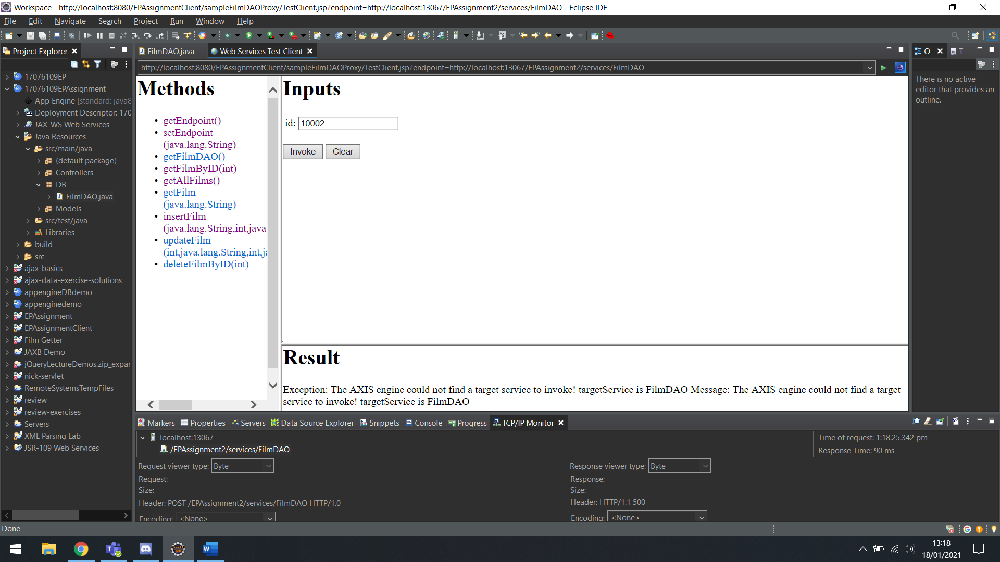 Workspace - http://localhost:8080/EPAssignmentClient/sampleFilmDAOProxy/TestClient.jsp?endpoint=http://localhost:13067/EPAssignment2/services/FilmDAO - Eclipse IDE
File Edit Navigate Search Project Run Window Help
Project Explorer
FilmDAO.java
Web Services Test Client
O
T
http://localhost:8080/EPAssignmentClient/sampleFilmDAOProxy/TestClient.jsp?endpoint=http://localhost:13067/EPAssignment2/services/FilmDAO
17076109EP
17076109EPAssignment
App Engine [standard: java8
Deployment Descriptor: 170
JAX-WS Web Services
Java Resources
src/main/java
(default package)
Controllers
DB
FilmDAO.java
Models
src/test/java
Libraries
build
src
ajax-basics
ajax-data-exercise-solutions
appengineDBdemo
appenginedemo
EPAssignment
EPAssignmentClient
Film Getter
JAXB Demo
jQueryLectureDemos.zip_expan
nick-servlet
RemoteSystemsTempFiles
review
review-exercises
Servers
XML Parsing Lab
JSR-109 Web Services
Methods
getEndpoint()
setEndpoint
(java.lang.String)
getFilmDAO()
getFilmByID(int)
getAllFilms()
getFilm
(java.lang.String)
insertFilm
(java.lang.String,int,java.
updateFilm
(int,java.lang.String,int,ja
deleteFilmByID(int)
Inputs
id: 10002
Invoke Clear
Result
Exception: The AXIS engine could not find a target service to invoke! targetService is FilmDAO Message: The AXIS engine could not find a target
service to invoke! targetService is FilmDAO
There is no active
editor that provides an
outline.
Markers Properties Servers Data Source Explorer Snippets Console Progress TCP/IP Monitor
localhost:13067
/EPAssignment2/services/FilmDAO
Time of request: 1:18.25.342 pm
Response Time: 90 ms
Request viewer type: Byte
Request:
Size:
Header: POST /EPAssignment2/services/FilmDAO HTTP/1.0
Encoding: <None>
Response viewer type: Byte
Response:
Size:
Header: HTTP/1.1 500
Encoding: <None>
Done
13:18
18/01/2021